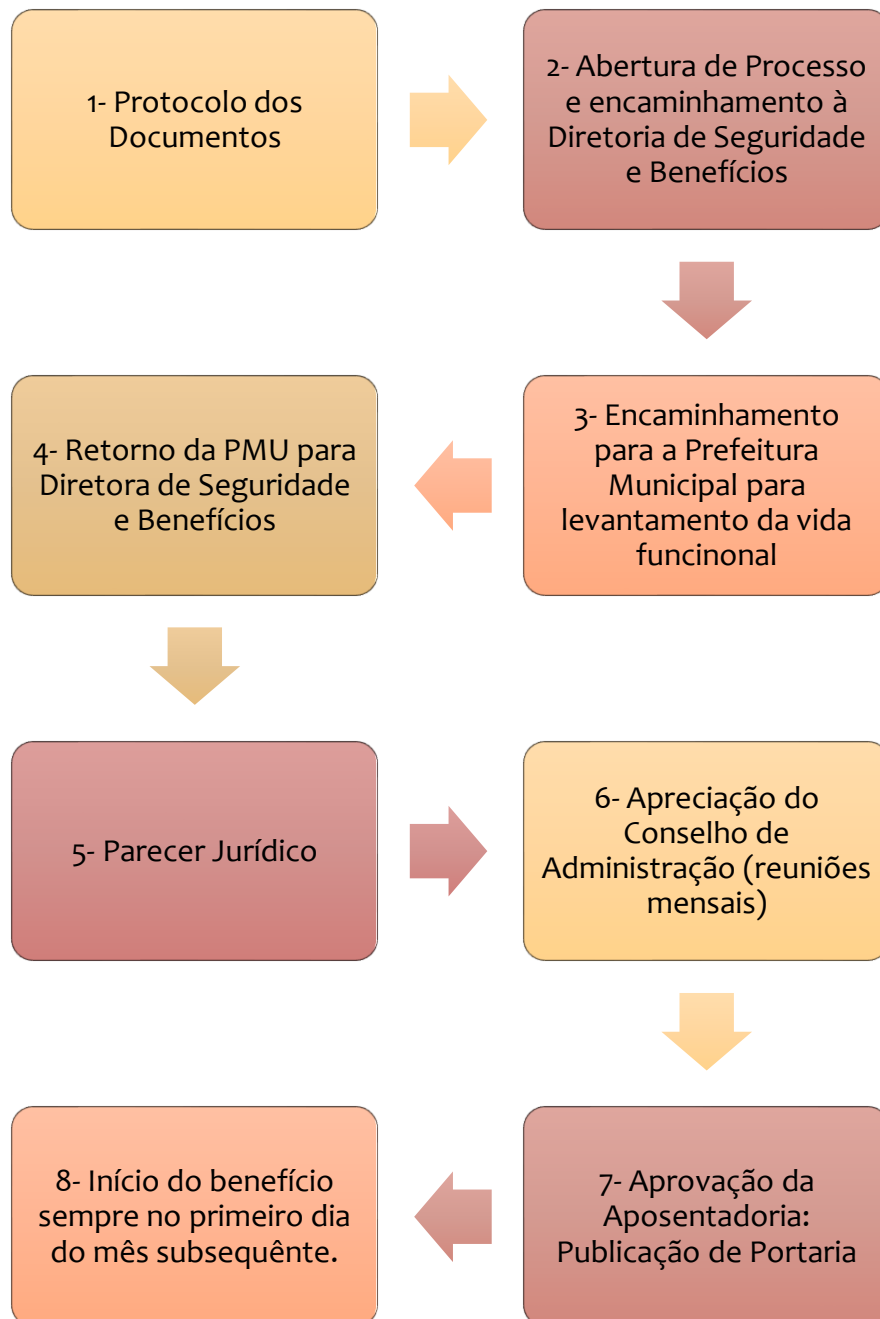 1- Protocolo dos
Documentos
2- Abertura de Processo
e encaminhamento à
Diretoria de Seguridade
e Benefícios
3- Encaminhamento
para a Prefeitura
Municipal para
levantamento da vida
funcinonal
4- Retorno da PMU para
Diretora de Seguridade
e Benefícios
5- Parecer Jurídico
6- Apreciação do
Conselho de
Administração (reuniões
mensais)
7- Aprovação da
Aposentadoria:
Publicação de Portaria
8- Início do benefício
sempre no primeiro dia
do mês subsequênte.